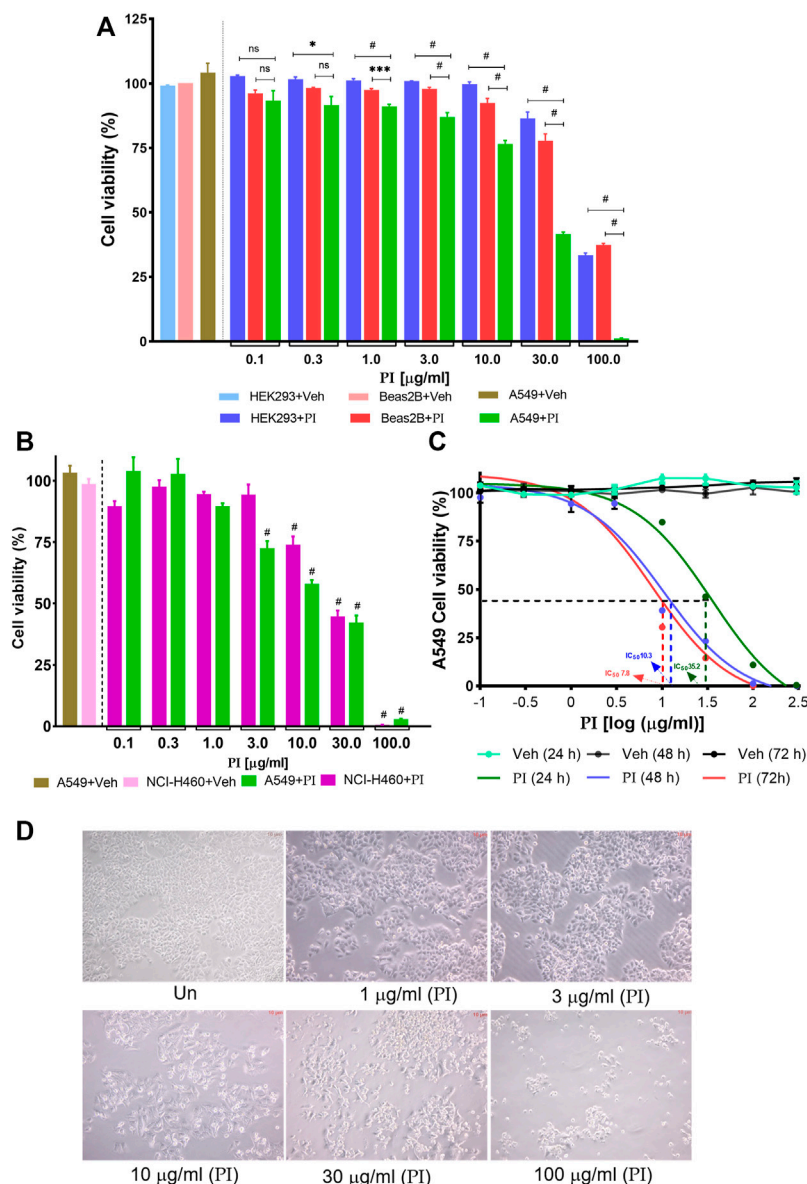 A
125
100
75
50
25
0
Cell viability (%)
ns * # # # # #
ns ns *** # # # #
0.1 0.3 1.0 3.0 10.0 30.0 100.0
PI [μg/ml]
HEK293+Veh Beas2B+Veh A549+Veh
HEK293+PI Beas2B+PI A549+PI
B
100
75
50
25
0
Cell viability (%)
# # # # # # #
0.1 0.3 1.0 3.0 10.0 30.0 100.0
PI [μg/ml]
A549+Veh NCI-H460+Veh A549+PI NCI-H460+PI
C
100
75
50
25
0
A549 Cell viability (%)
IC50 7.8 IC50 10.3 IC50 35.2
-1 -0.5 0.0 0.5 1.0 1.5 2.0 2.5
PI [log (μg/ml)]
Veh (24 h) Veh (48 h) Veh (72 h)
PI (24 h) PI (48 h) PI (72h)
D
Un 1 μg/ml (PI) 3 μg/ml (PI)
10 μg/ml (PI) 30 μg/ml (PI) 100 μg/ml (PI)